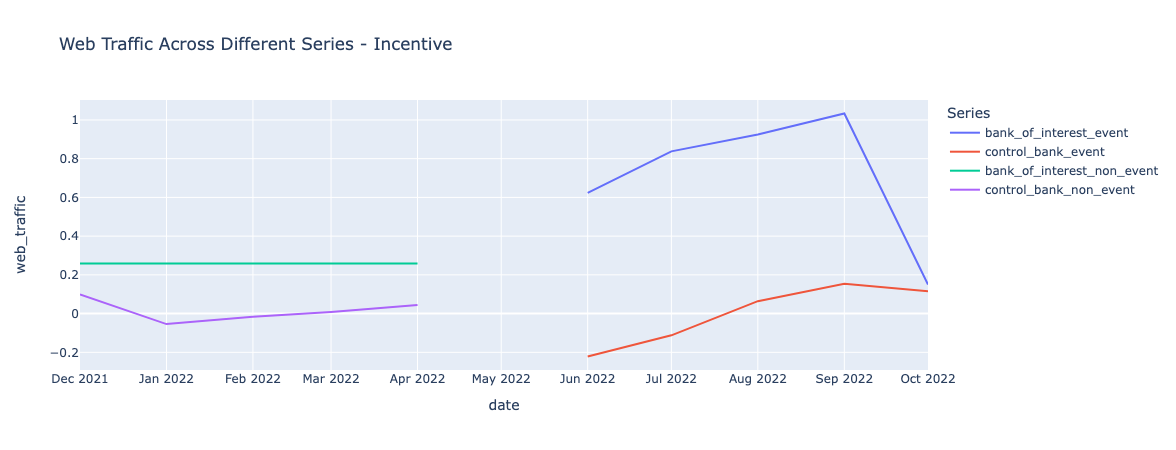 Web Traffic Across Different Series - Incentive
Series
bank_of_interest_event
control_bank_event
bank_of_interest_non_event
control_bank_non_event
web_traffic
1
0.8
0.6
0.4
0.2
0
−0.2
Dec 2021 Jan 2022 Feb 2022 Mar 2022 Apr 2022 May 2022 Jun 2022 Jul 2022 Aug 2022 Sep 2022 Oct 2022
date